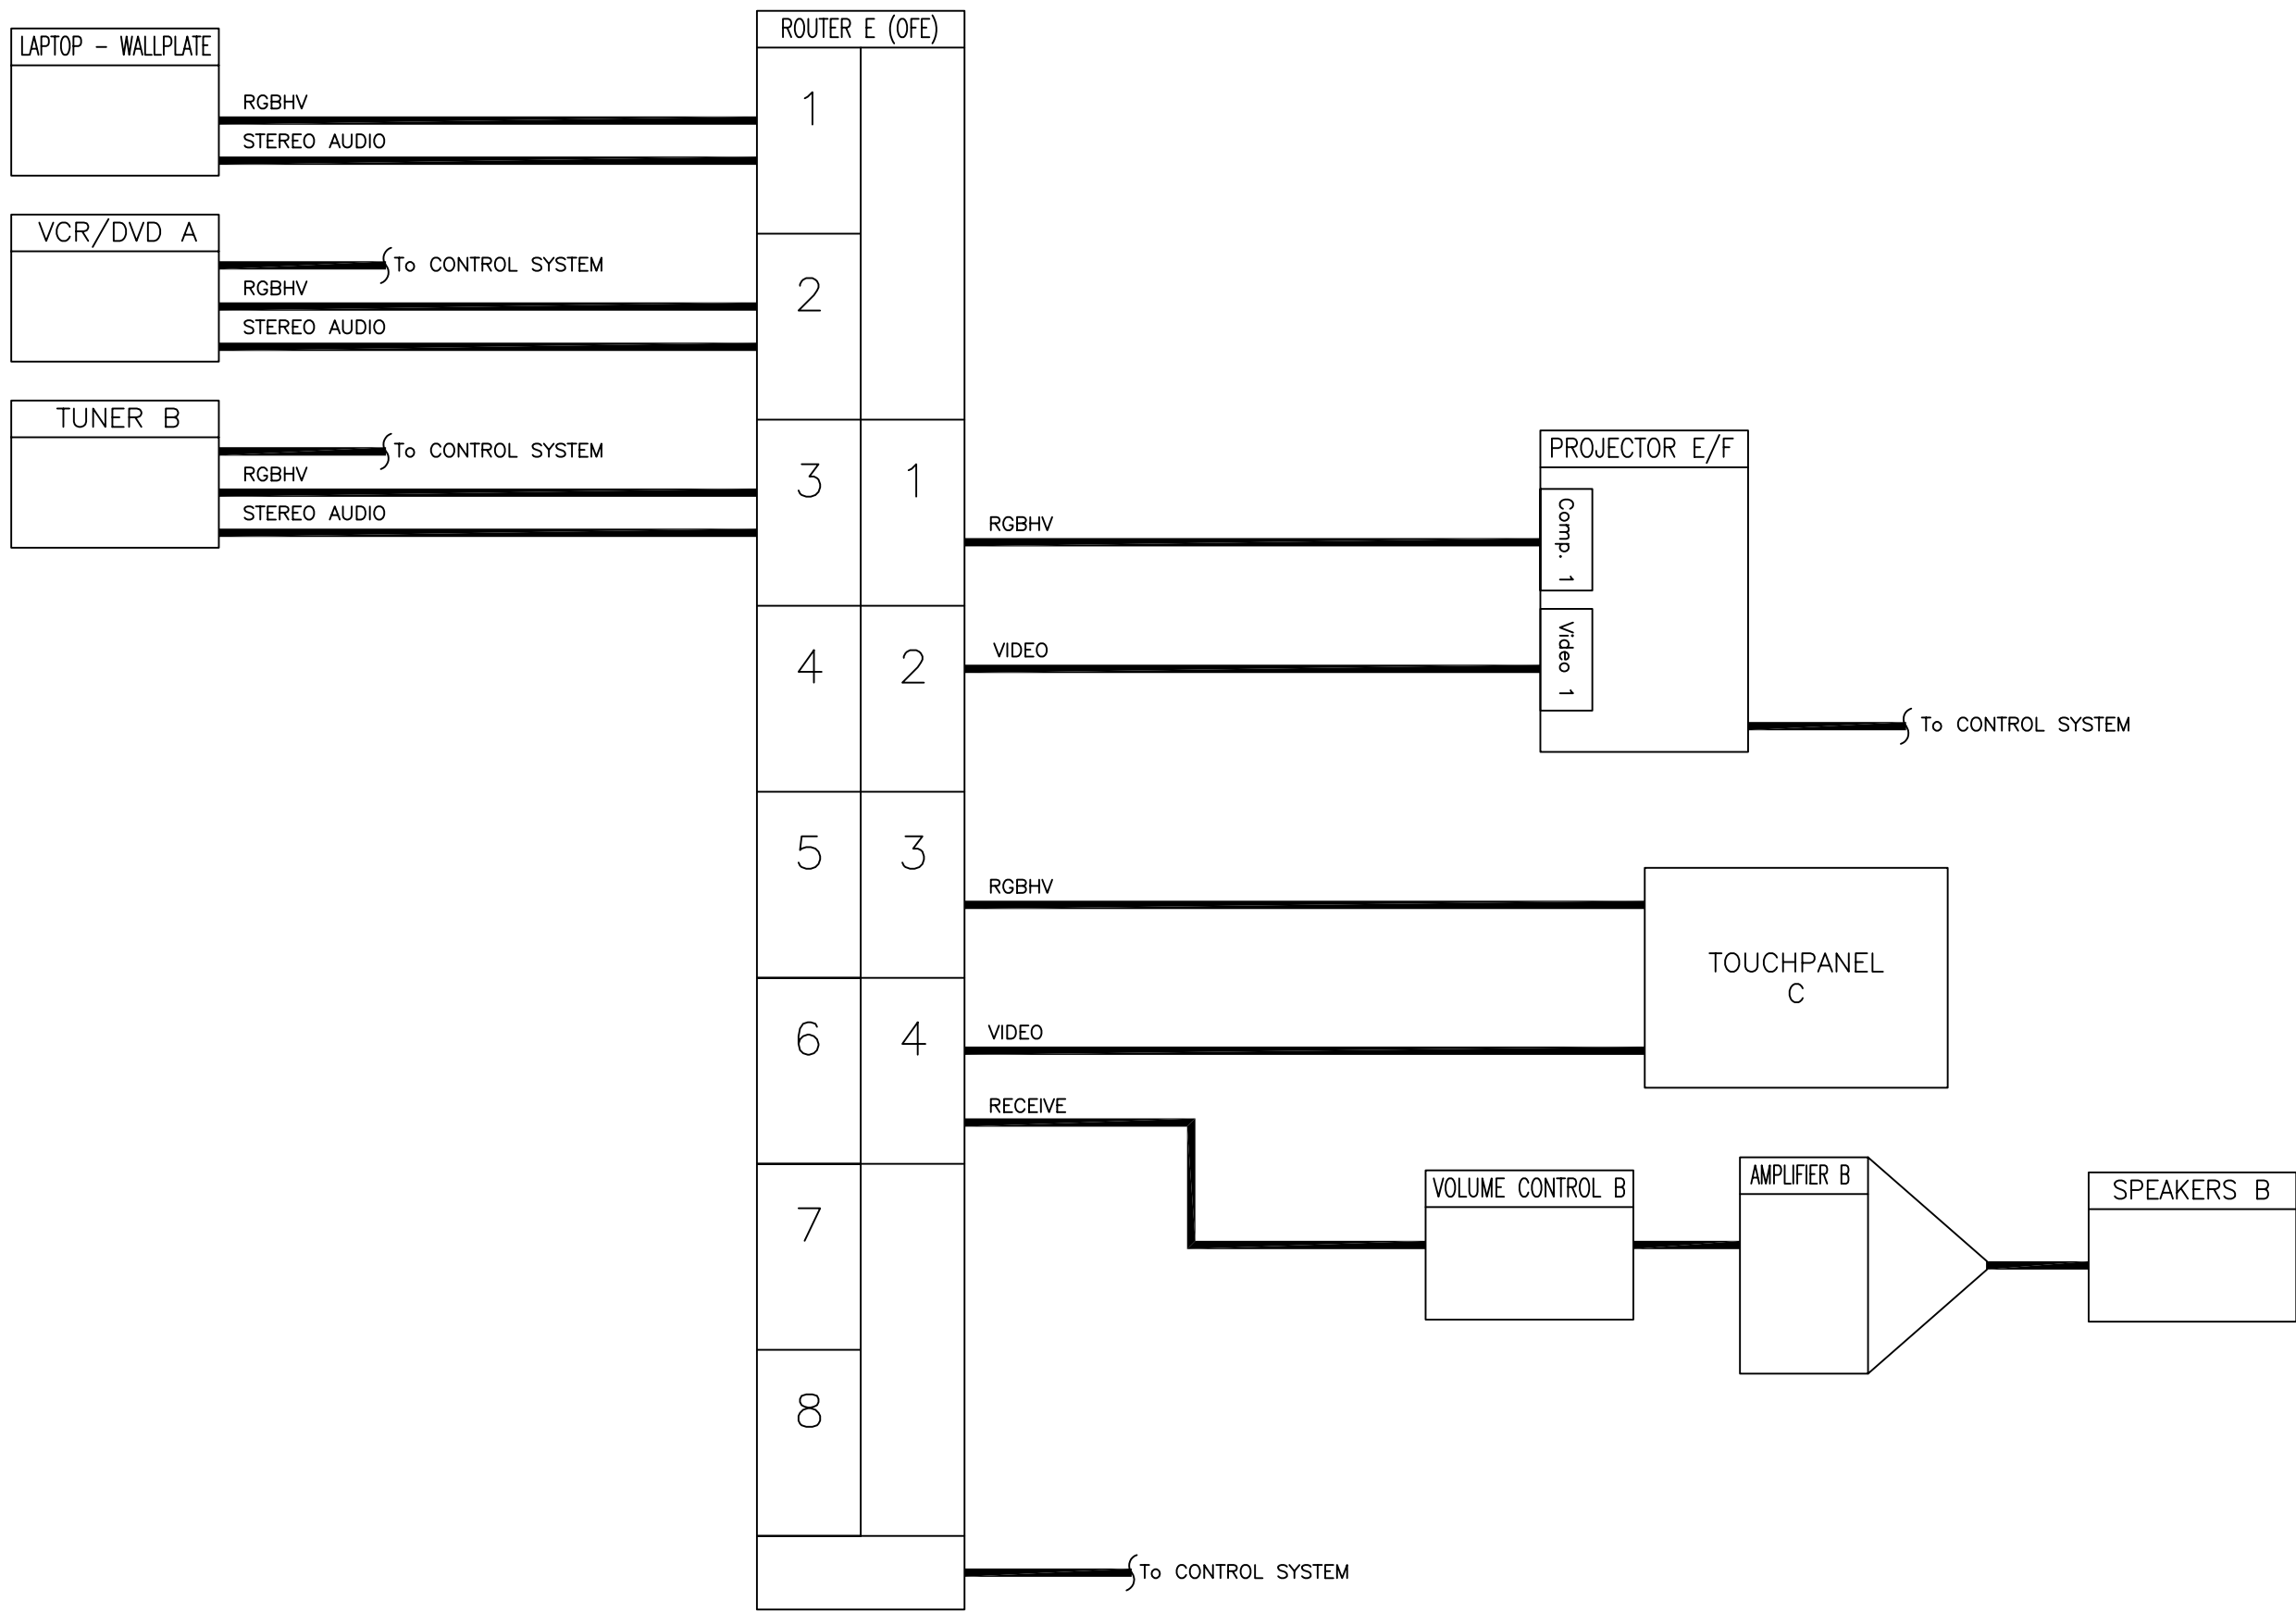 LAPTOP - WALLPLATE
RGBHV
STEREO AUDIO
VCR/DVD A
To CONTROL SYSTEM
RGBHV
STEREO AUDIO
TUNER B
To CONTROL SYSTEM
RGBHV
STEREO AUDIO
ROUTER E (OFE)
1
2
3
4
5
6
7
8
1
2
3
4
RGBHV
VIDEO
RGBHV
VIDEO
RECEIVE
To CONTROL SYSTEM
PROJECTOR E/F
Comp. 1
Video 1
To CONTROL SYSTEM
TOUCHPANEL
C
VOLUME CONTROL B
AMPLIFIER B
SPEAKERS B